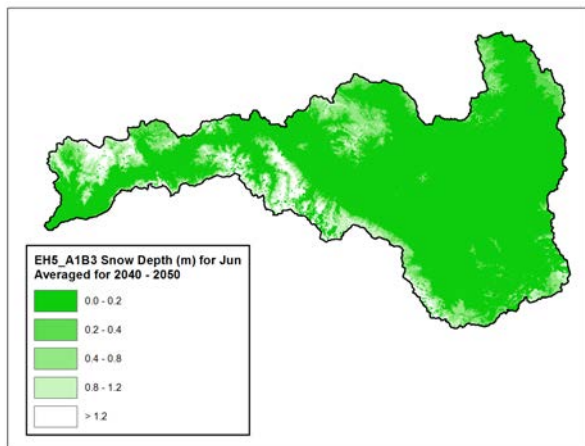 EH5_A1B3 Snow Depth (m) for Jun
Averaged for 2040 - 2050
0.0 - 0.2
0.2 - 0.4
0.4 - 0.8
0.8 - 1.2
> 1.2